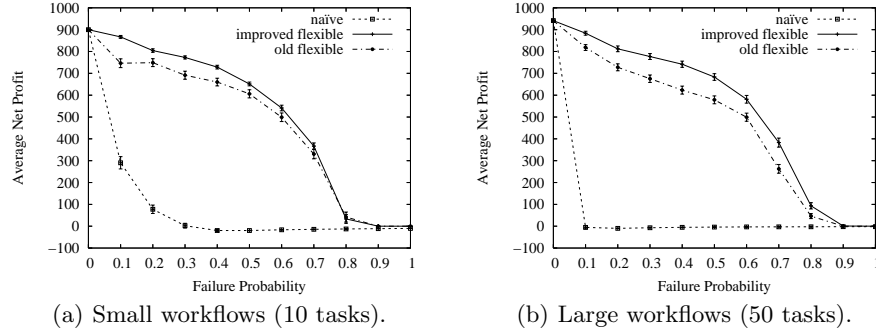 1000
900
800
700
600
500
400
300
200
100
0
−100
0 0.1 0.2 0.3 0.4 0.5 0.6 0.7 0.8 0.9 1
Average Net Profit
Failure Probability
naïve
improved flexible
old flexible
(a) Small workflows (10 tasks).
1000
900
800
700
600
500
400
300
200
100
0
−100
0 0.1 0.2 0.3 0.4 0.5 0.6 0.7 0.8 0.9 1
Average Net Profit
Failure Probability
naïve
improved flexible
old flexible
(b) Large workflows (50 tasks).